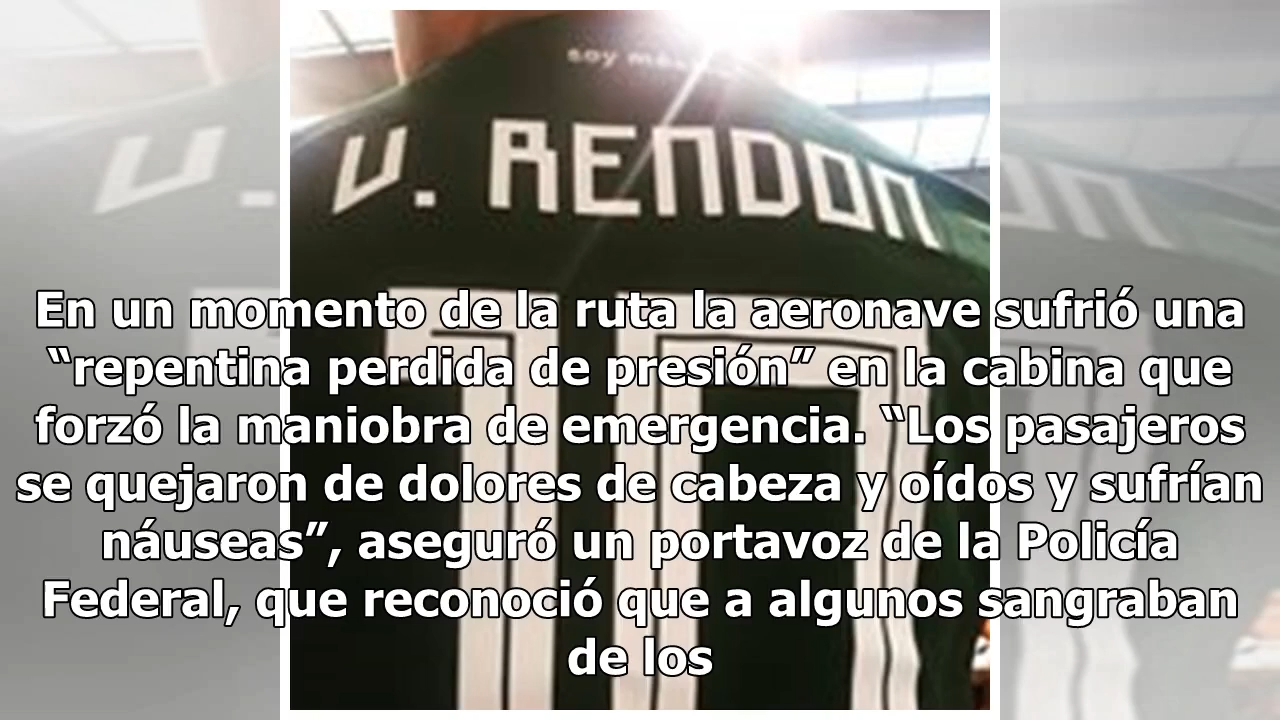 soy
V. RENDON
10
En un momento de la ruta la aeronave sufrió una
“repentina perdida de presión” en la cabina que
forzó la maniobra de emergencia. “Los pasajeros
se quejaron de dolores de cabeza y oídos y sufrían
náuseas”, aseguró un portavoz de la Policía
Federal, que reconoció que a algunos sangraban
de los